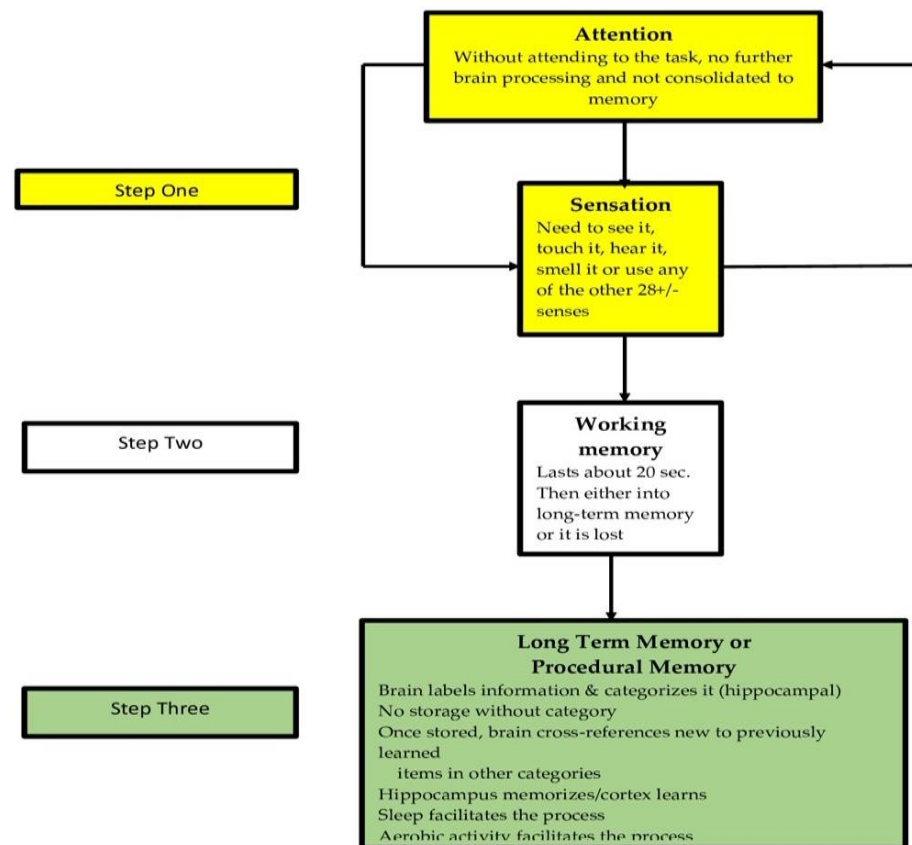 Attention
Without attending to the task, no further
brain processing and not consolidated to
memory
Step One
Sensation
Need to see it,
touch it, hear it,
smell it or use any
of the other 28+/-
senses
Step Two
Working
memory
Lasts about 20 sec.
Then either into
long-term memory
or it is lost
Step Three
Long Term Memory or
Procedural Memory
Brain labels information & categorizes it (hippocampal)
No storage without category
Once stored, brain cross-references new to previously
learned
items in other categories
Hippocampus memorizes/cortex learns
Sleep facilitates the process
Aerobic activity facilitates the process